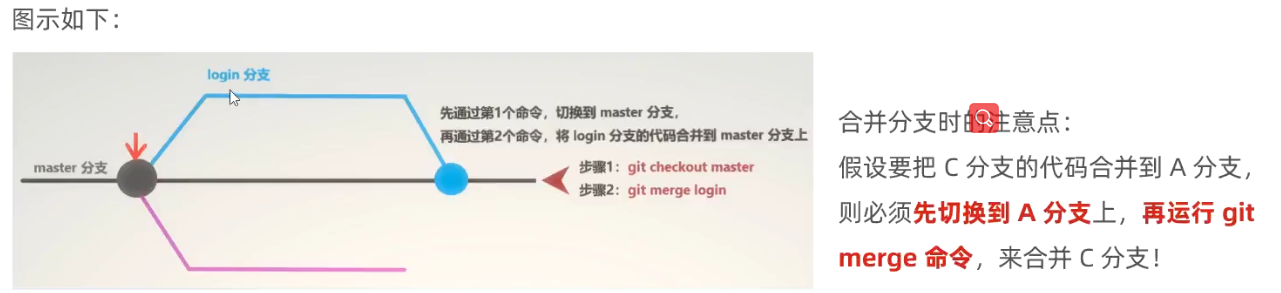 图示如下：
login 分支
先通过第1个命令，切换到 master 分支，
再通过第2个命令，将 login 分支的代码合并到 master 分支上
master 分支
步骤1：git checkout master
步骤2：git merge login
合并分支时的注意点：
假设要把 C 分支的代码合并到 A 分支，
则必须先切换到 A 分支上，再运行 git
merge 命令，来合并 C 分支！